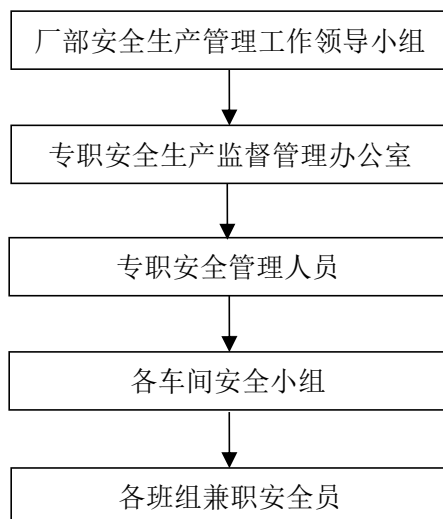 厂部安全生产管理工作领导小组
专职安全生产监督管理办公室
专职安全管理人员
各车间安全小组
各班组兼职安全员